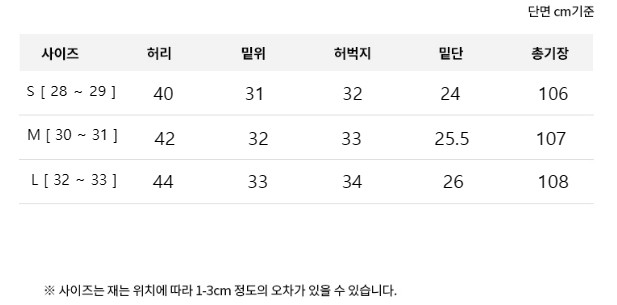 단면 cm기준
사이즈 허리 밑위 허벅지 밑단 총기장
S [ 28 ~ 29 ] 40 31 32 24 106
M [ 30 ~ 31 ] 42 32 33 25.5 107
L [ 32 ~ 33 ] 44 33 34 26 108
※ 사이즈는 재는 위치에 따라 1-3cm 정도의 오차가 있을 수 있습니다.